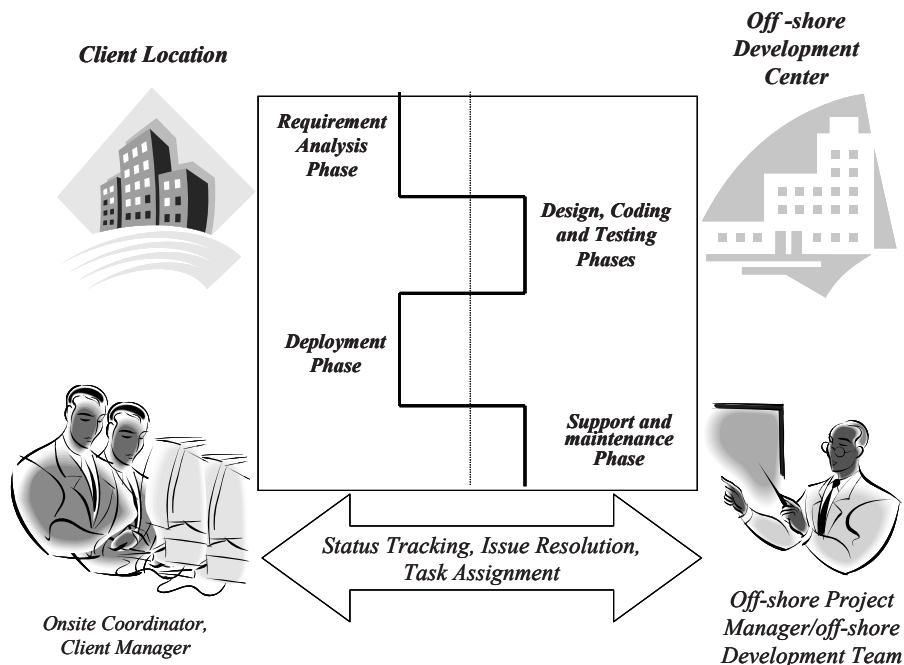 Client Location
Off -shore
Development
Center
Requirement
Analysis
Phase
Design, Coding
and Testing
Phases
Deployment
Phase
Support and
maintenance
Phase
Status Tracking, Issue Resolution,
Task Assignment
Onsite Coordinator,
Client Manager
Off-shore Project
Manager/off-shore
Development Team